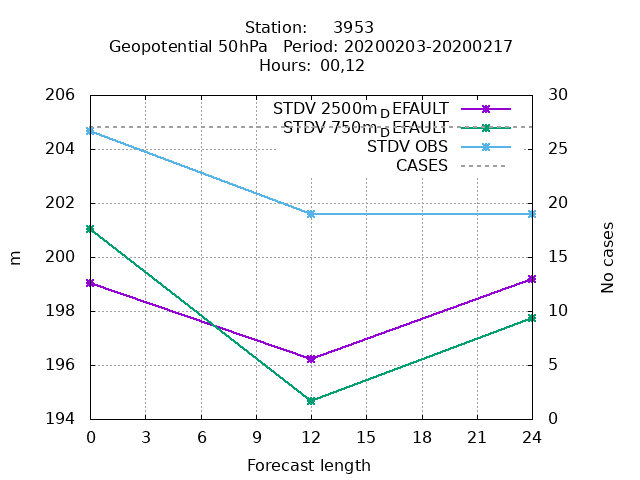 Station: 3953
Geopotential 50hPa Period: 20200203-20200217
Hours: 00,12
206 30
STDV 2500m_DEFAULT
STDV 750m_DEFAULT
204 25
STDV OBS
CASES
202 20
200 15
m
No cases
198 10
196 5
194 0
0 3 6 9 12 15 18 21 24
Forecast length